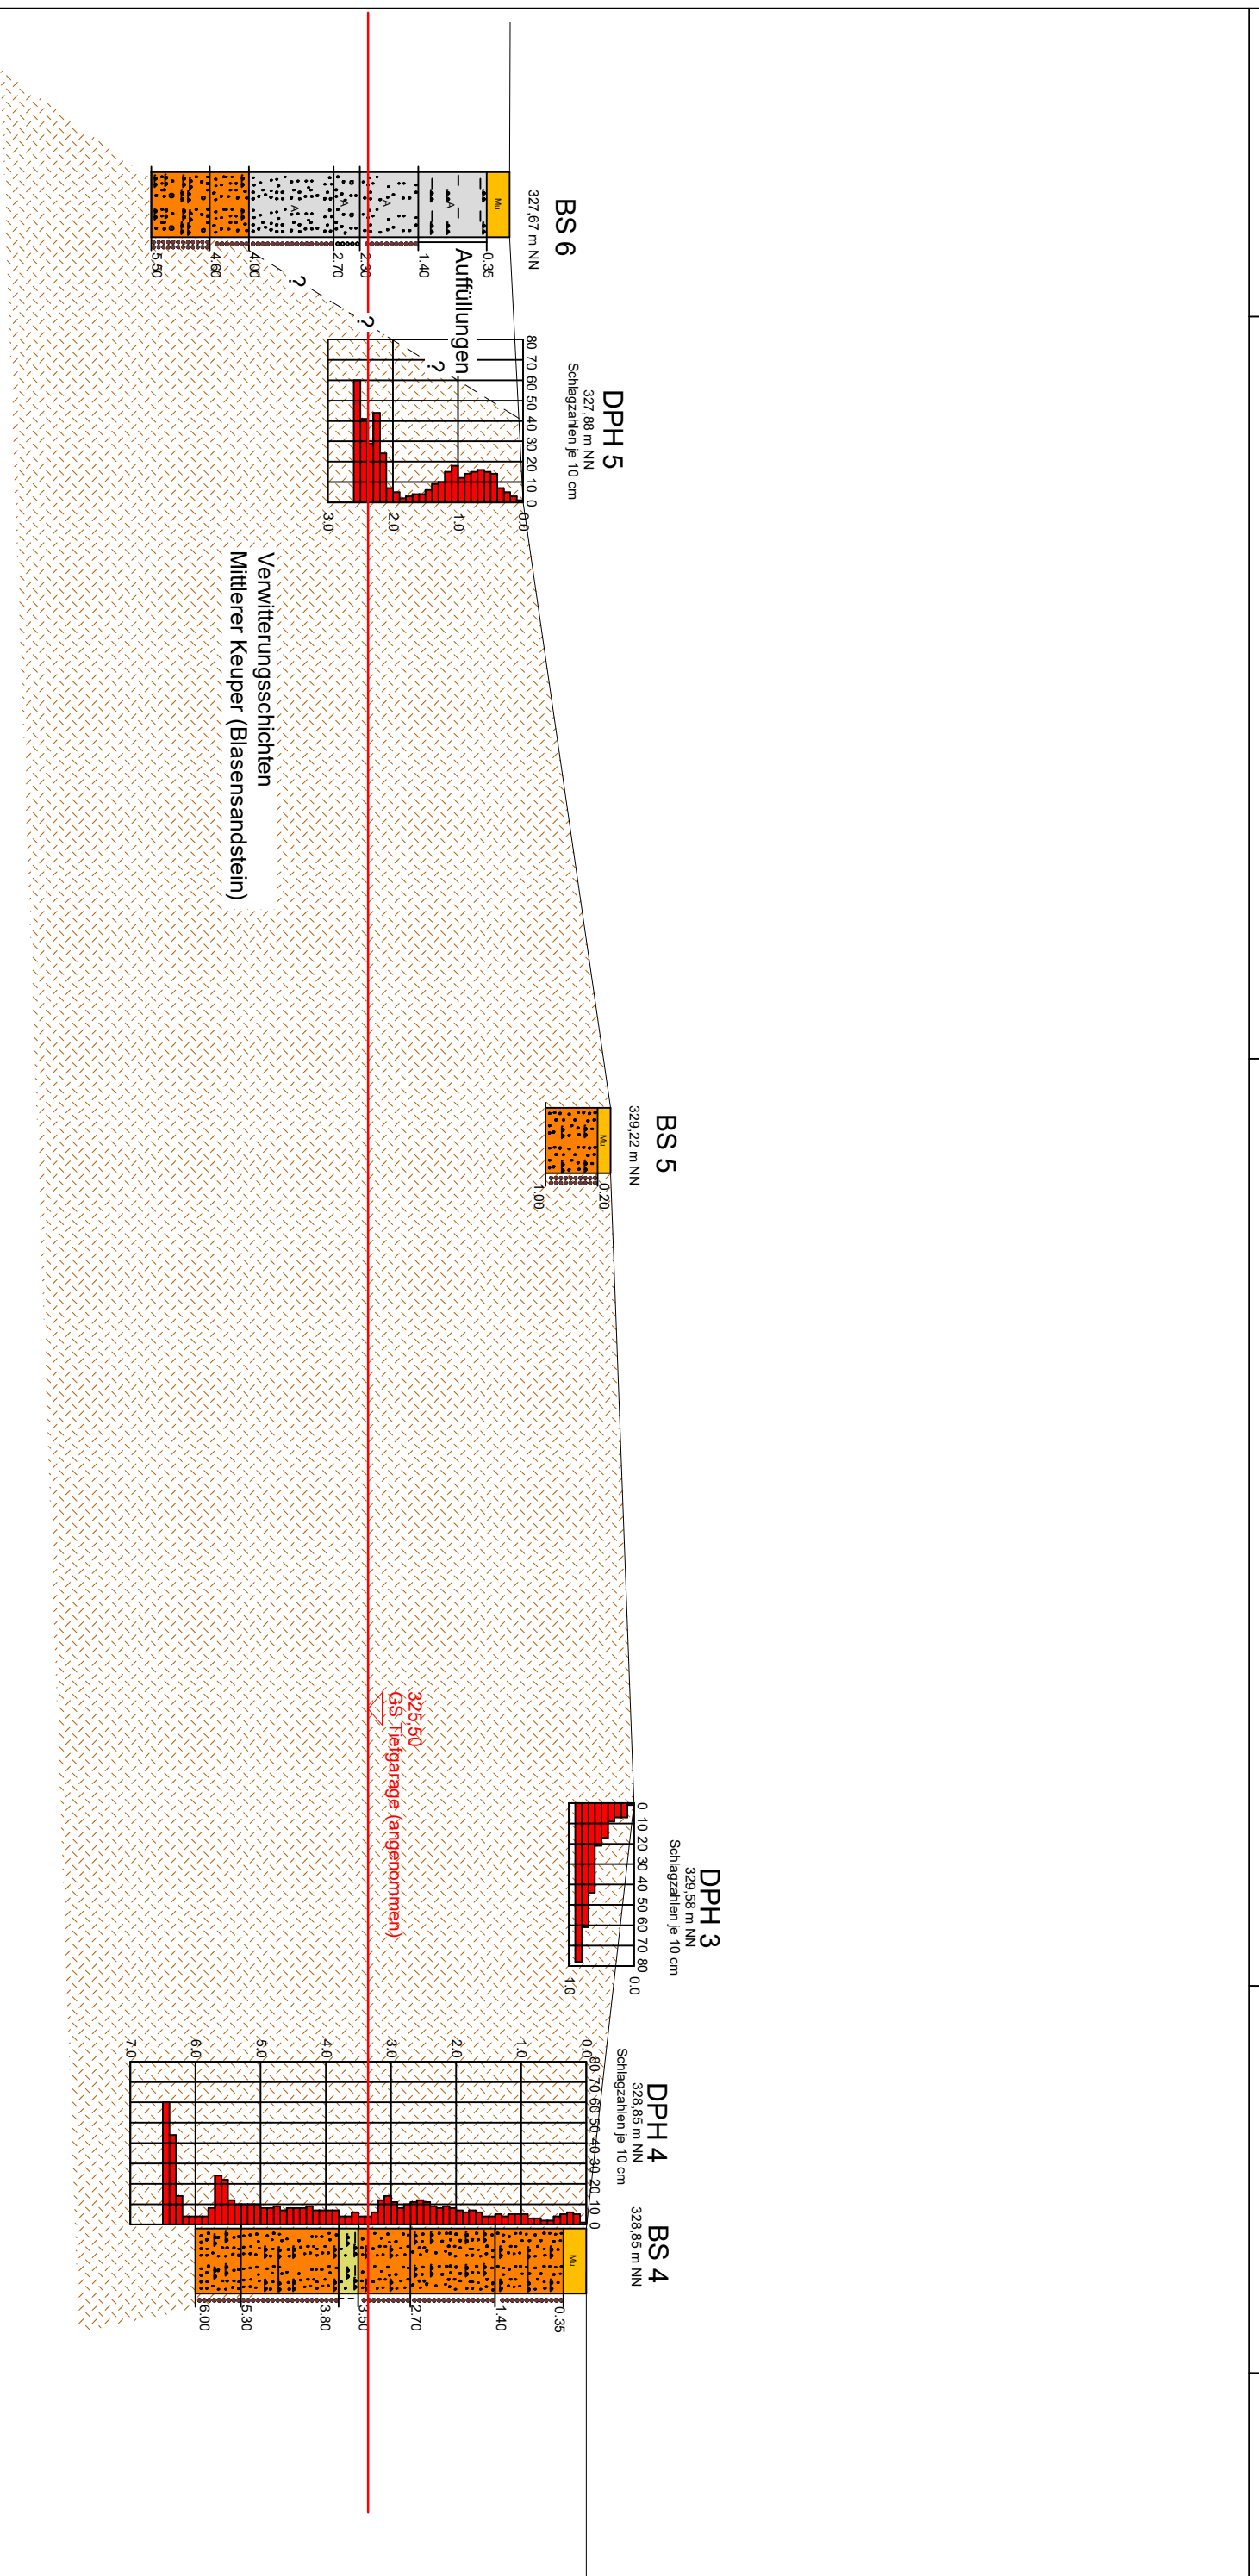 BS 6
327,67 m NN
Mu
A
A
A
A
0.35
1.40
2.30
2.70
4.00
4.60
5.50
Auffüllungen
?
?
?
DPH 5
327,88 m NN
Schlagzahlen je 10 cm
80 70 60 50 40 30 20 10 0
0.0
1.0
2.0
3.0
Verwitterungsschichten
Mittlerer Keuper (Blasensandstein)
BS 5
329,22 m NN
Mu
0.20
1.00
325,50
GS Tiefgarage (angenommen)
DPH 3
329,58 m NN
Schlagzahlen je 10 cm
0 10 20 30 40 50 60 70 80
0.0
1.0
DPH 4
328,85 m NN
Schlagzahlen je 10 cm
80 70 60 50 40 30 20 10 0
0.0
1.0
2.0
3.0
4.0
5.0
6.0
7.0
BS 4
328,85 m NN
Mu
0.35
1.40
2.70
3.50
3.80
5.30
6.00